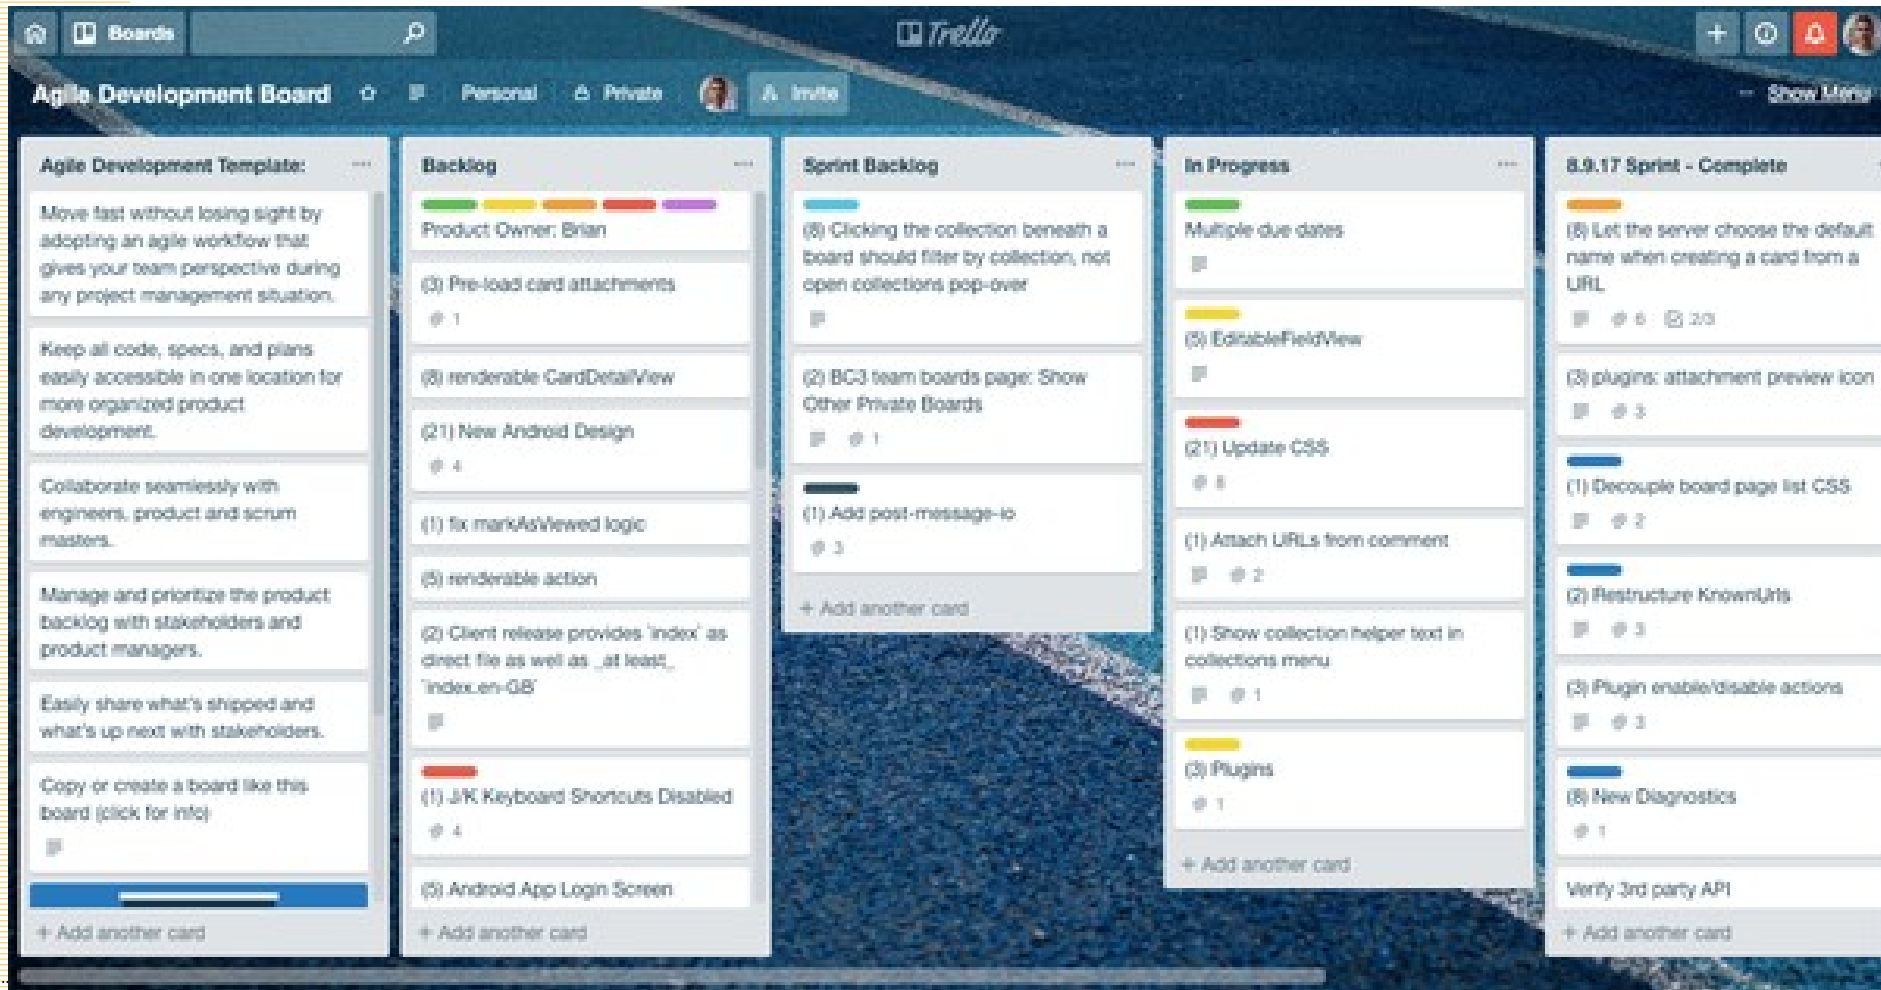 Boards
Trello
Agile Development Board
Personal
Private
Invite
Show Menu
Agile Development Template:
Move fast without losing sight by
adopting an agile workflow that
gives your team perspective during
any project management situation.
Keep all code, specs, and plans
easily accessible in one location for
more organized product
development.
Collaborate seamlessly with
engineers, product and scrum
masters.
Manage and prioritize the product
backlog with stakeholders and
product managers.
Easily share what's shipped and
what's up next with stakeholders.
Copy or create a board like this
board (click for info)
+ Add another card
Backlog
Product Owner: Brian
(3) Pre-load card attachments
1
(8) renderable CardDetailView
(21) New Android Design
4
(1) fix markAsViewed logic
(5) renderable action
(2) Client release provides `index` as
direct file as well as _at least_
`index.en-GB`
(1) J/K Keyboard Shortcuts Disabled
4
(5) Android App Login Screen
+ Add another card
Sprint Backlog
(8) Clicking the collection beneath a
board should filter by collection, not
open collections pop-over
(2) BC3 team boards page: Show
Other Private Boards
1
(1) Add post-message-io
3
+ Add another card
In Progress
Multiple due dates
(5) EditableFieldView
(21) Update CSS
8
(1) Attach URLs from comment
2
(1) Show collection helper text in
collections menu
1
(3) Plugins
1
+ Add another card
8.9.17 Sprint - Complete
(8) Let the server choose the default
name when creating a card from a
URL
6 2/3
(3) plugins: attachment preview icon
3
(1) Decouple board page list CSS
2
(2) Restructure KnownUrls
3
(3) Plugin enable/disable actions
3
(8) New Diagnostics
1
Verify 3rd party API
+ Add another card